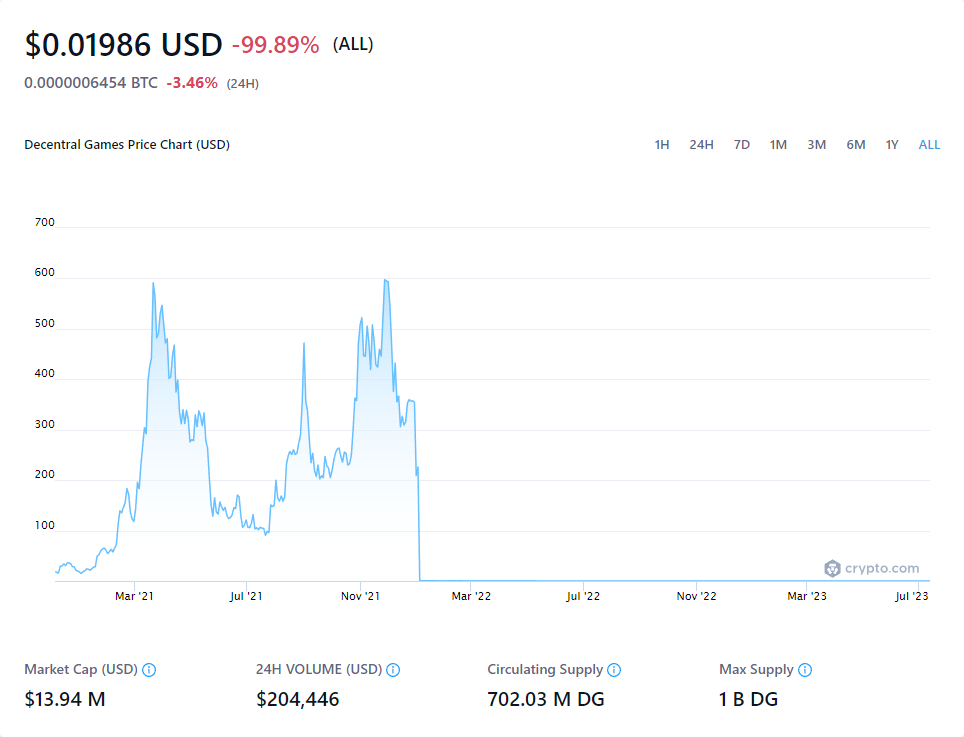 $0.01986 USD -99.89% (ALL)
0.0000006454 BTC -3.46% (24H)
Decentral Games Price Chart (USD) 1H 24H 7D 1M 3M 6M 1Y ALL
700
600
500
400
300
200
100
crypto.com
Mar '21 Jul '21 Nov '21 Mar '22 Jul '22 Nov '22 Mar '23 Jul '23
Market Cap (USD) 24H VOLUME (USD) Circulating Supply Max Supply
$13.94 M $204,446 702.03 M DG 1 B DG